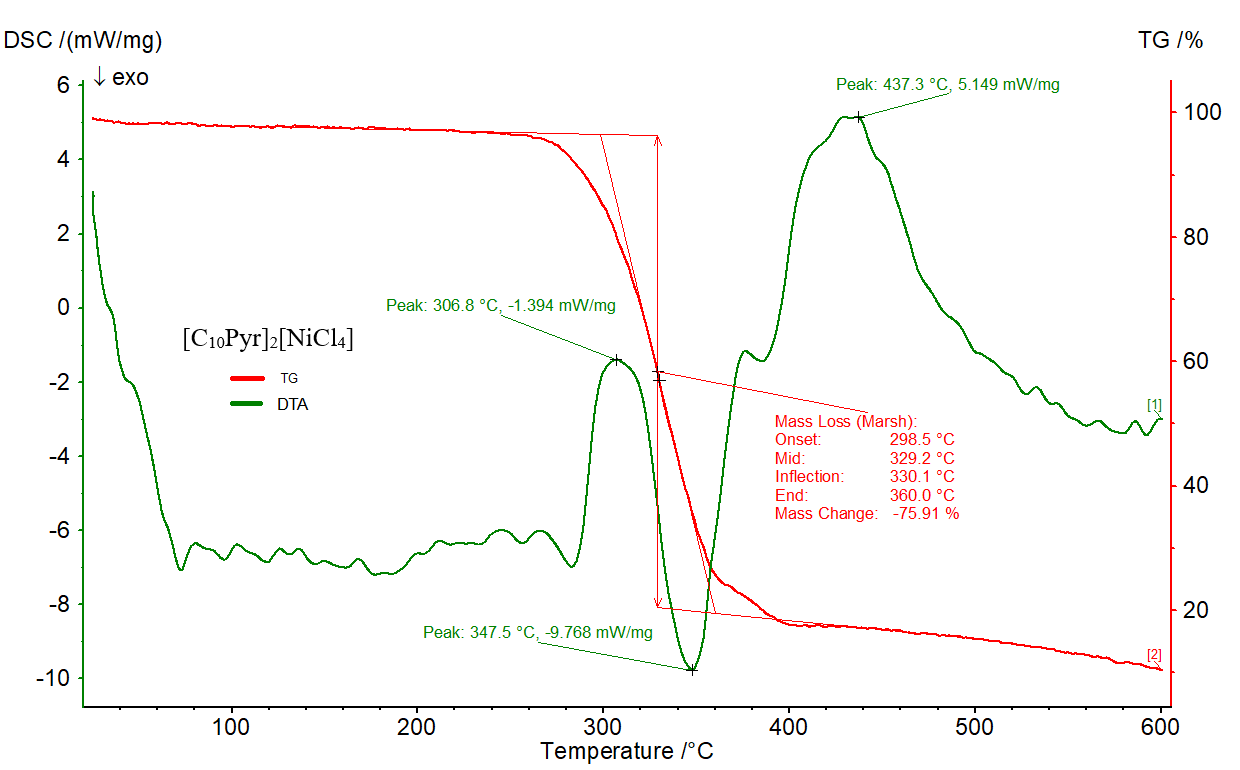 DSC /(mW/mg)
TG /%
↓ exo
6
4
2
0
-2
-4
-6
-8
-10
100
80
60
40
20
Peak: 437.3 °C, 5.149 mW/mg
Peak: 306.8 °C, -1.394 mW/mg
[C₁₀Pyr]₂[NiCl₄]
TG
DTA
[1]
Mass Loss (Marsh):
Onset: 298.5 °C
Mid: 329.2 °C
Inflection: 330.1 °C
End: 360.0 °C
Mass Change: -75.91 %
Peak: 347.5 °C, -9.768 mW/mg
[2]
100 200 300 400 500 600
Temperature /°C